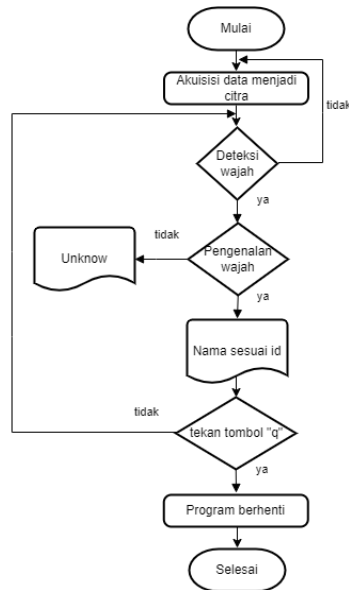 Mulai
Akuisisi data menjadi
citra
tidak
Deteksi
wajah
ya
tidak
Unknow
Pengenalan
wajah
ya
Nama sesuai id
tidak
tekan tombol "q"
ya
Program berhenti
Selesai